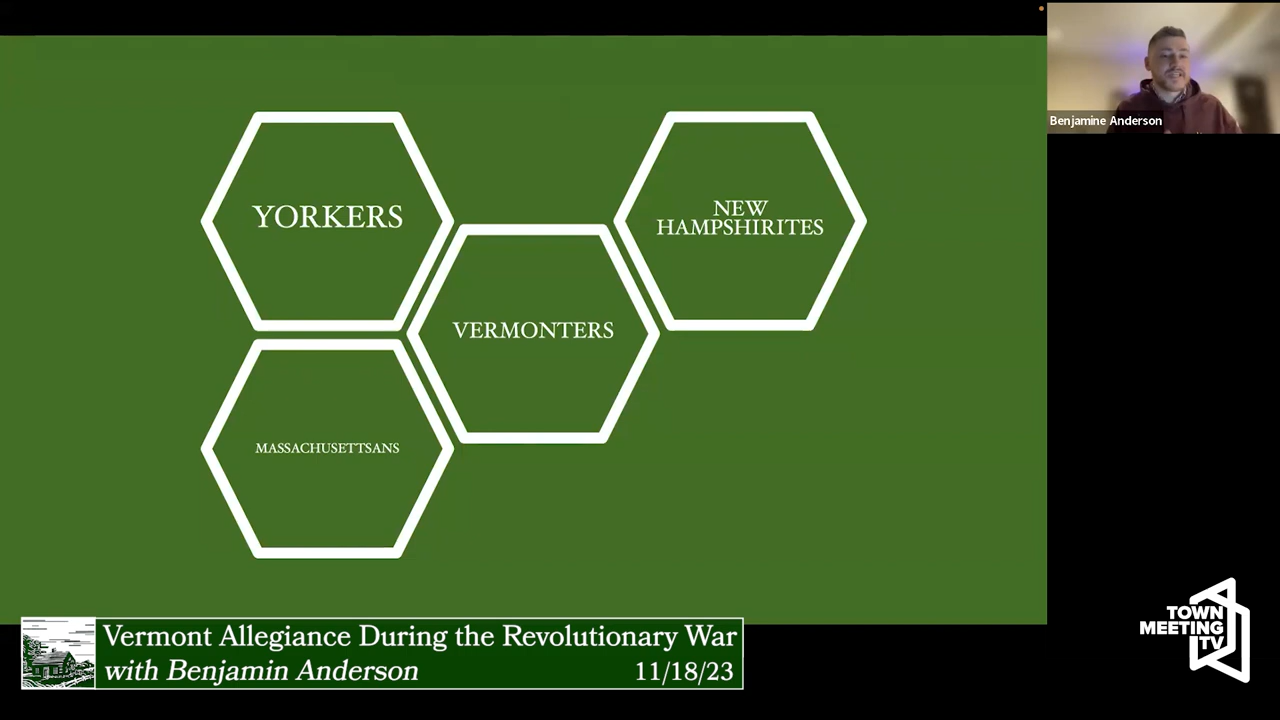 Benjamine Anderson
YORKERS
NEW
HAMPSHIRITES
VERMONTERS
MASSACHUSETTSANS
Vermont Allegiance During the Revolutionary War
with Benjamin Anderson 11/18/23
TOWN
MEETING
TV